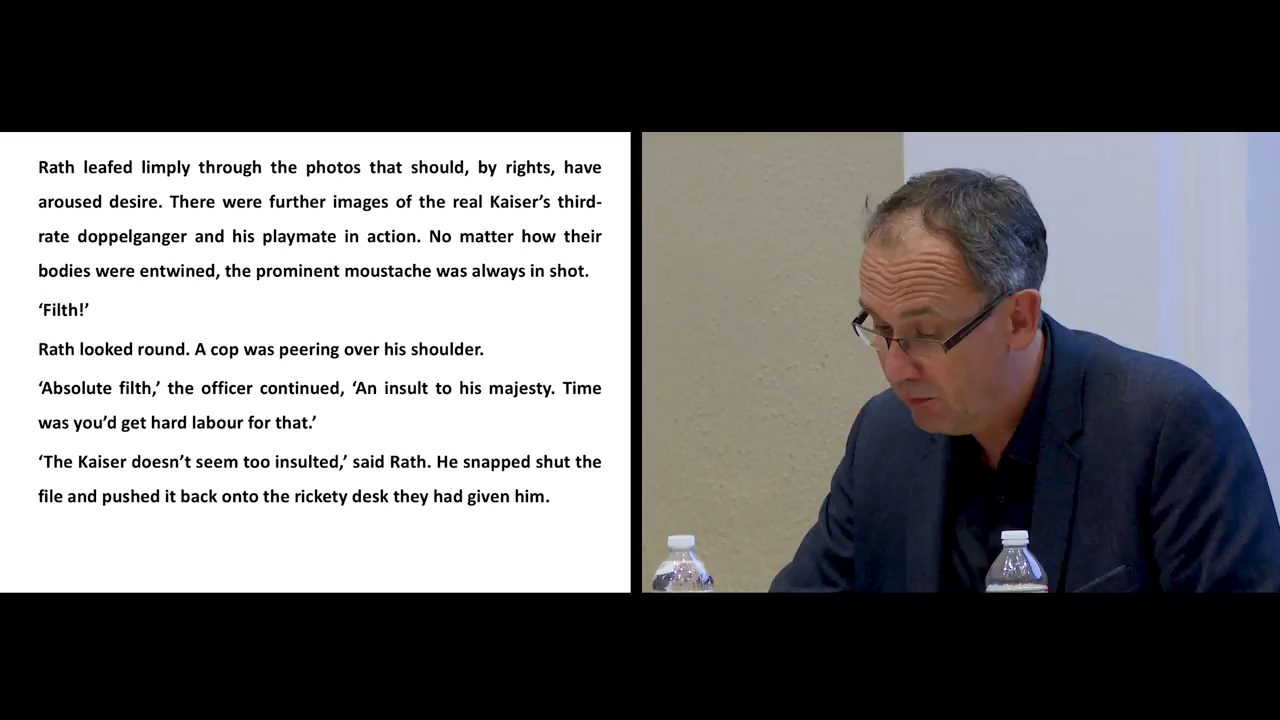 Rath leafed limply through the photos that should, by rights, have
aroused desire. There were further images of the real Kaiser’s third-
rate doppelganger and his playmate in action. No matter how their
bodies were entwined, the prominent moustache was always in shot.
‘Filth!’
Rath looked round. A cop was peering over his shoulder.
‘Absolute filth,’ the officer continued, ‘An insult to his majesty. Time
was you’d get hard labour for that.’
‘The Kaiser doesn’t seem too insulted,’ said Rath. He snapped shut the
file and pushed it back onto the rickety desk they had given him.